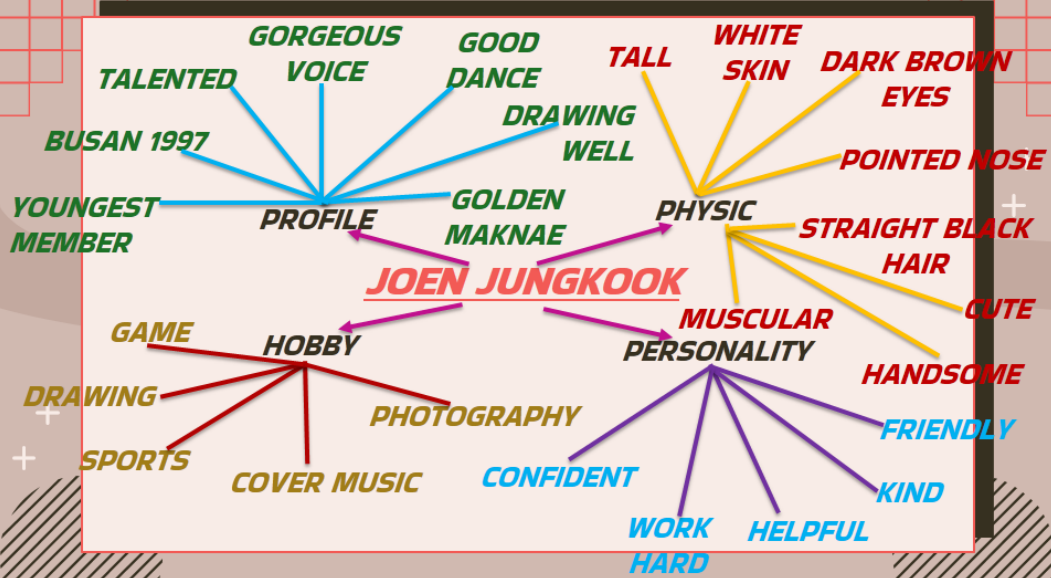 JOEN JUNGKOOK
PROFILE
YOUNGEST
MEMBER
BUSAN 1997
TALENTED
GORGEOUS
VOICE
GOOD
DANCE
DRAWING
WELL
GOLDEN
MAKNAE
PHYSIC
TALL
WHITE
SKIN
DARK BROWN
EYES
POINTED NOSE
STRAIGHT BLACK
HAIR
CUTE
HANDSOME
MUSCULAR
HOBBY
GAME
DRAWING
SPORTS
COVER MUSIC
PHOTOGRAPHY
PERSONALITY
CONFIDENT
WORK
HARD
HELPFUL
KIND
FRIENDLY